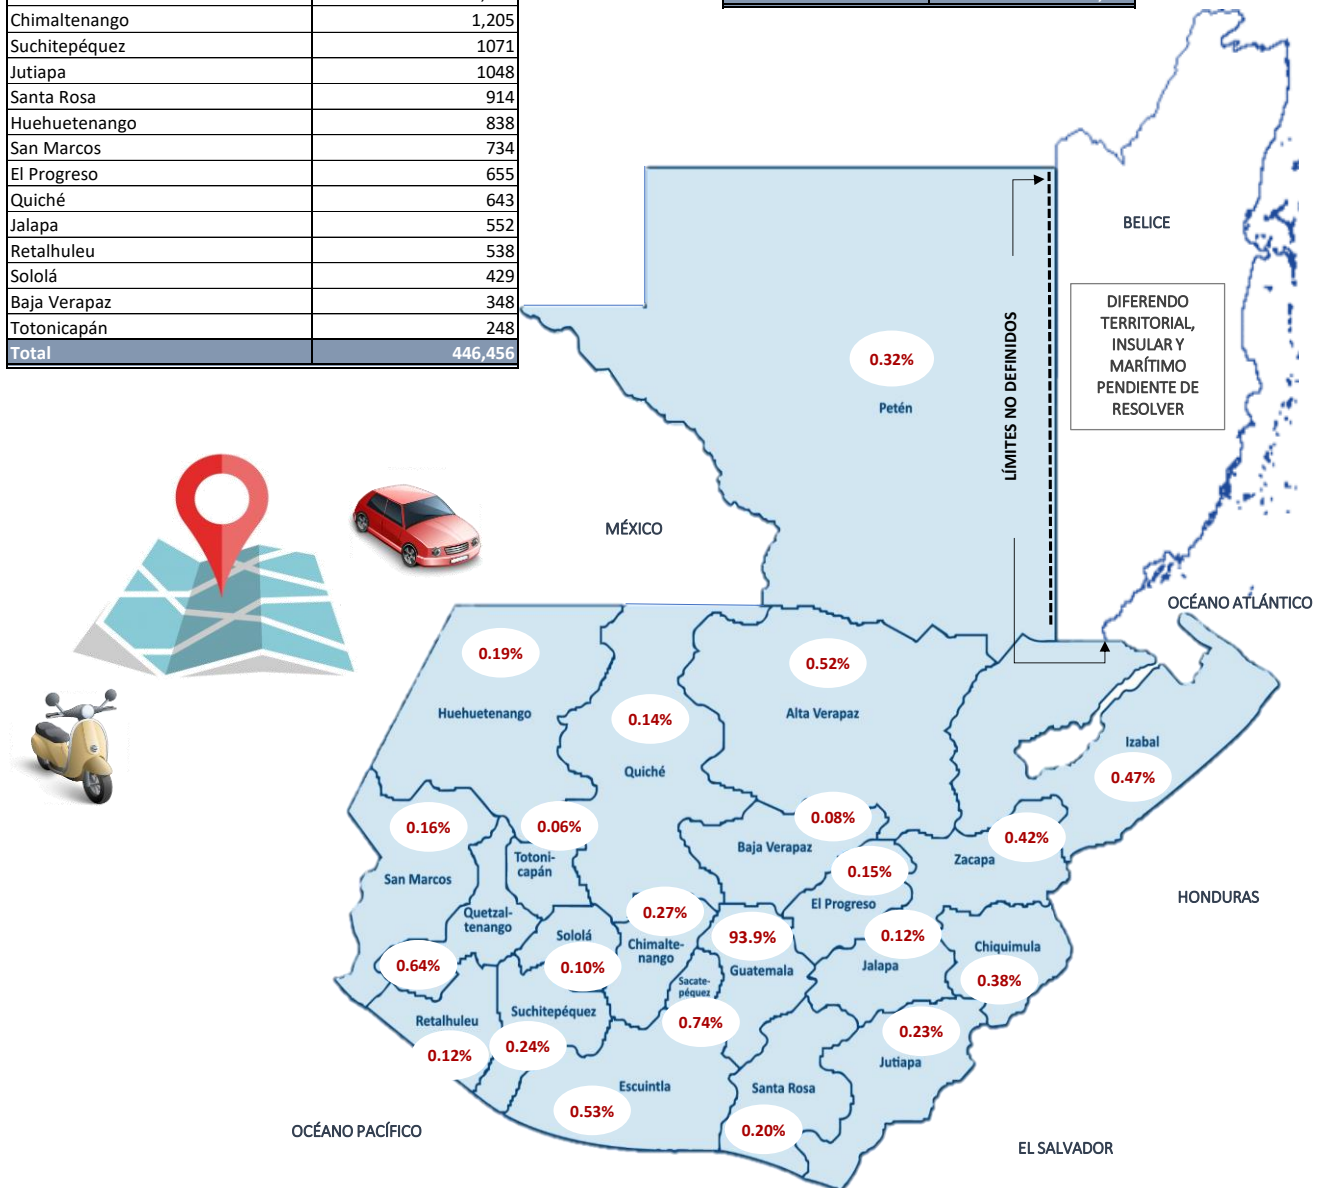 Chimaltenango 1,205
Suchitepéquez 1071
Jutiapa 1048
Santa Rosa 914
Huehuetenango 838
San Marcos 734
El Progreso 655
Quiché 643
Jalapa 552
Retalhuleu 538
Sololá 429
Baja Verapaz 348
Totonicapán 248
Total 446,456
BELICE
DIFERENDO
TERRITORIAL,
INSULAR Y
MARÍTIMO
PENDIENTE DE
RESOLVER
LÍMITES NO DEFINIDOS
0.32%
Petén
MÉXICO
OCÉANO ATLÁNTICO
0.19%
Huehuetenango
0.14%
Quiché
0.52%
Alta Verapaz
Izabal
0.47%
0.16%
San Marcos
0.06%
Totoni-
capán
0.08%
Baja Verapaz
0.42%
Zacapa
0.15%
El Progreso
HONDURAS
Quetzal-
tenango
0.64%
Sololá
0.10%
0.27%
Chimalte-
nango
93.9%
Guatemala
0.12%
Jalapa
Chiquimula
0.38%
Sacate-
péquez
0.74%
Retalhuleu
0.12%
Suchitepéquez
0.24%
0.23%
Jutiapa
Escuintla
0.53%
Santa Rosa
0.20%
OCÉANO PACÍFICO
EL SALVADOR